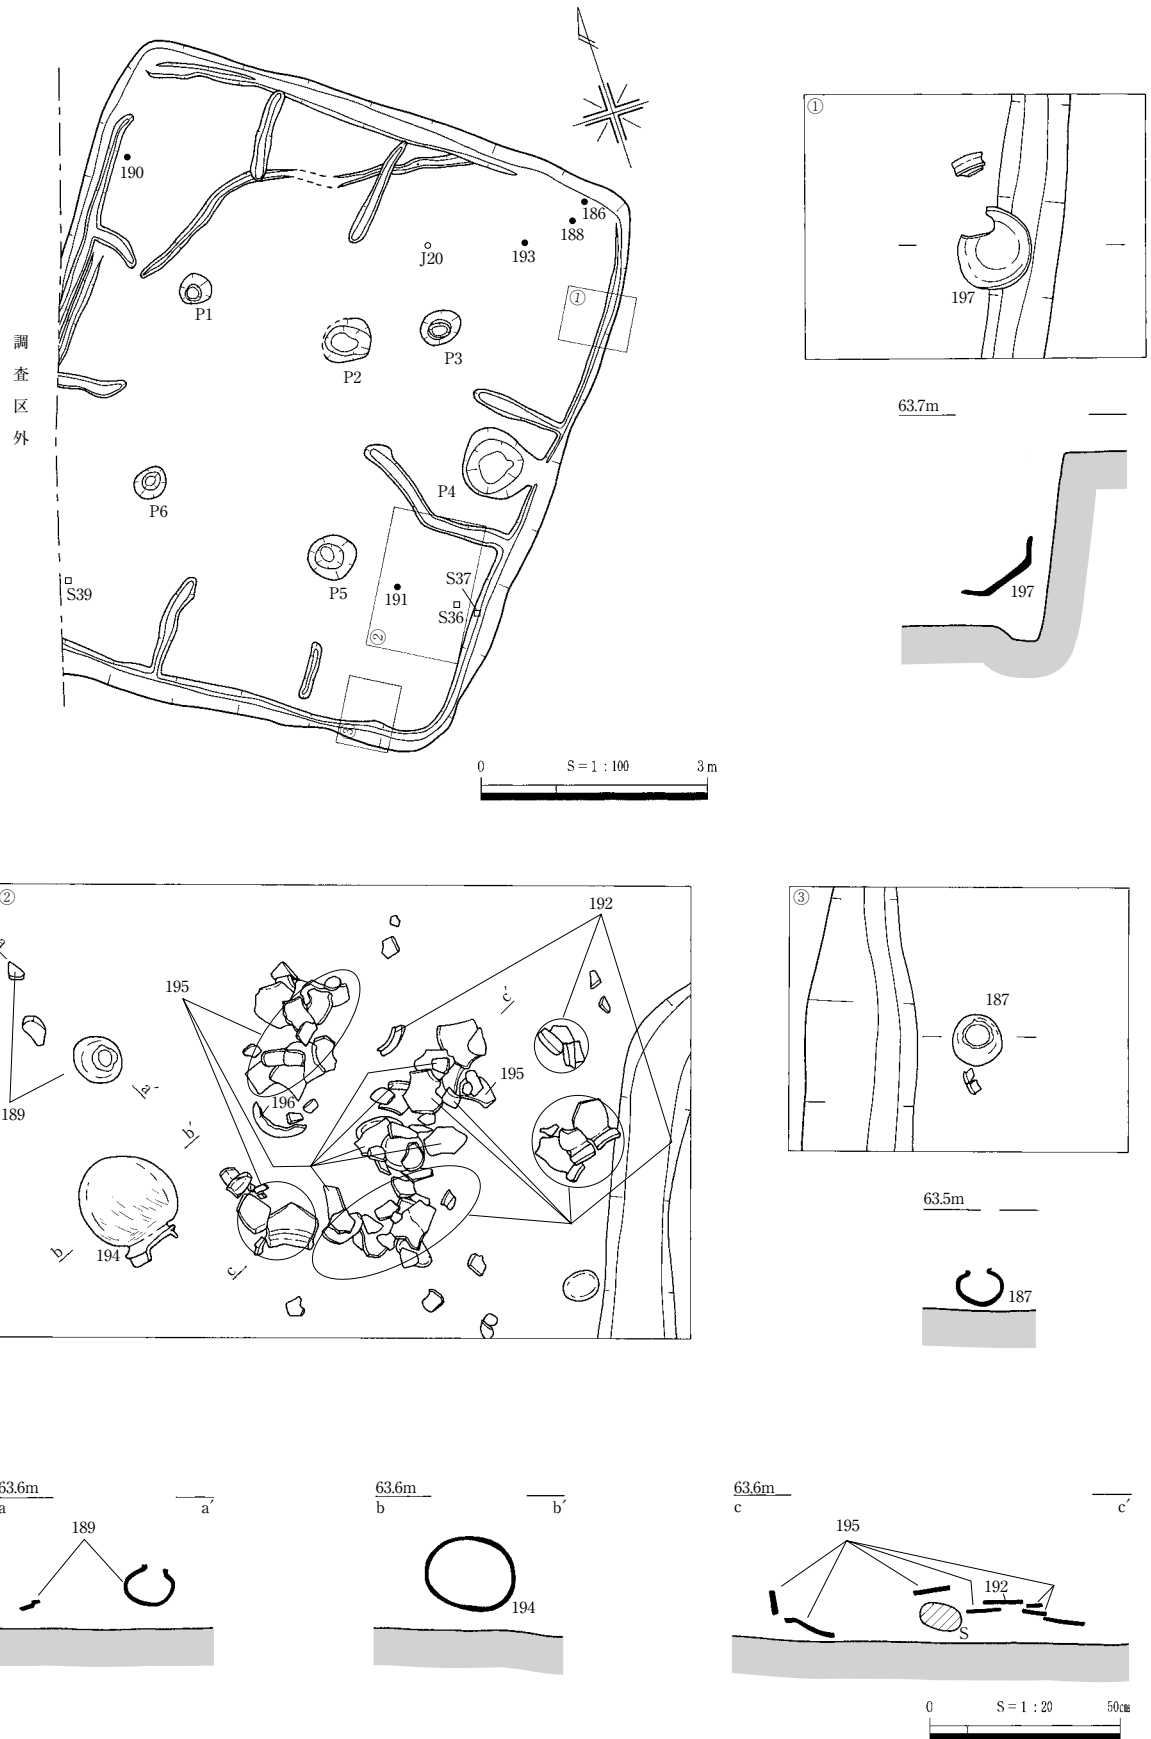 190
186
188
193
J20
①
P1
P2
P3
調査区外
P4
P6
P5
S39
S37
191
S36
②
③
0 S=1:100 3m
①
197
63.7m
197
②
192
a
195
c´
195
189
a´
196
b´
194
b
c
③
187
63.5m
187
63.6m
a a´
189
63.6m
b b´
194
63.6m
c c´
195
192
S
0 S=1:20 50cm